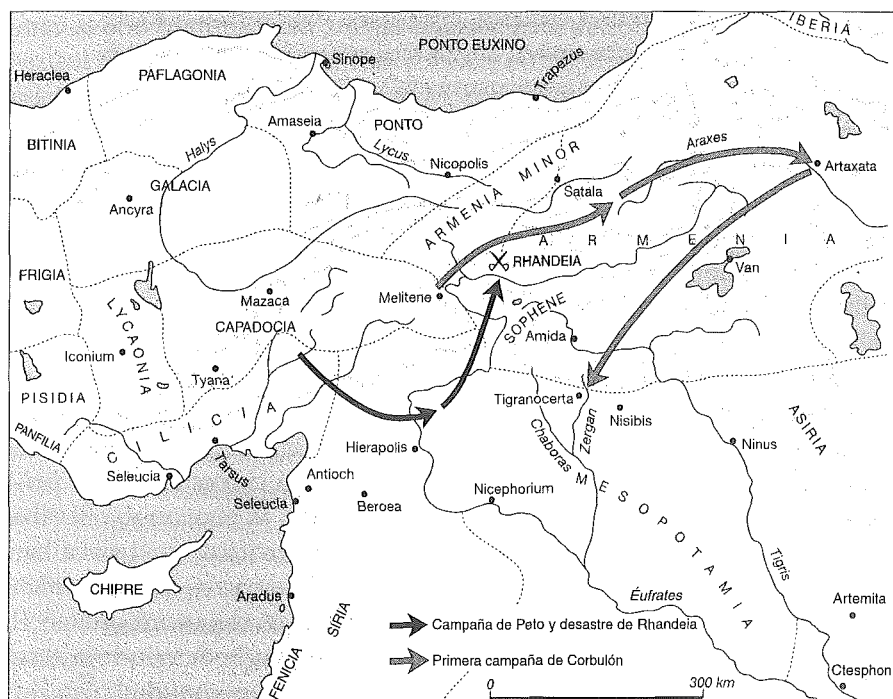 IBERIA
PONTO EUXINO
Sinope
Heraclea
PAFLAGONIA
Trapezus
Amaseia
PONTO
BITINIA
Halys
Lycus
Araxes
Nicopolis
Artaxata
GALACIA
Satala
Ancyra
ARMENIA MINOR
ARMENIA
RHANDEIA
Van
FRIGIA
Mazaca
Melitene
SOPHENE
CAPADOCIA
Amida
LYCAONIA
Iconium
Tyana
PISIDIA
Tigranocerta
Nisibis
ASIRIA
CILICIA
PANFILIA
Zergan
Chaboras
Hierapolis
Ninus
Tarsus
Seleucia
Antioch
Seleucia
Beroea
Nicephorium
MESOPOTAMIA
Tigris
CHIPRE
Aradus
Éufrates
Artemita
SÍRIA
Campaña de Peto y desastre de Rhandeia
Primera campaña de Corbulón
FENICIA
Ctesphon
0 300 km